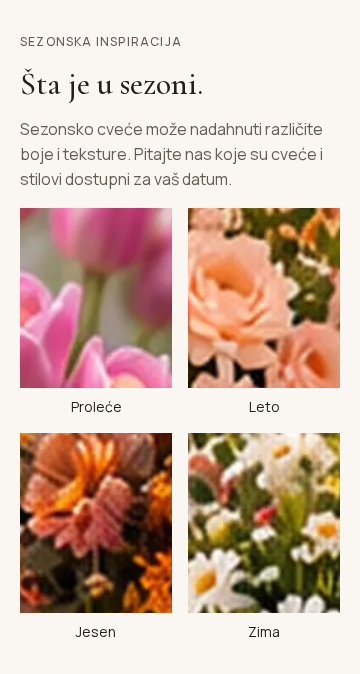 SEZONSKA INSPIRACIJA
Šta je u sezoni.
Sezonsko cveće može nadahnuti različite
boje i teksture. Pitajte nas koje su cveće i
stilovi dostupni za vaš datum.
Proleće
Leto
Jesen
Zima